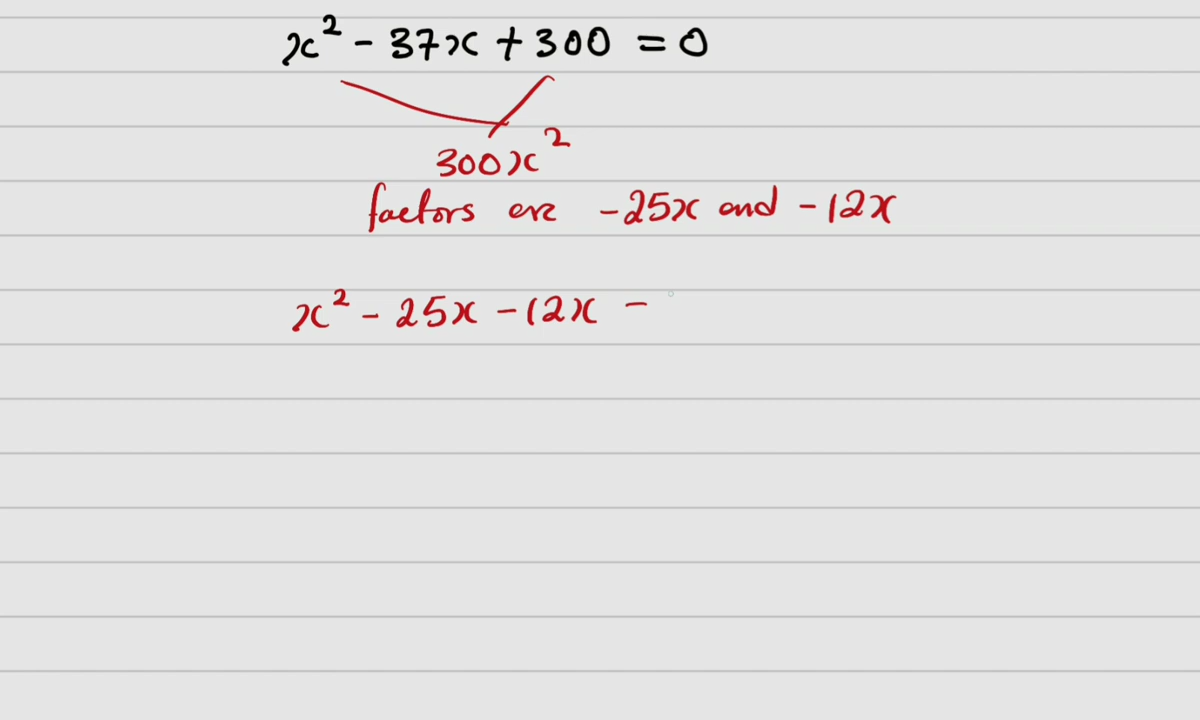 x² - 37x + 300 = 0
300x²
factors are -25x and -12x
x² - 25x - 12x -